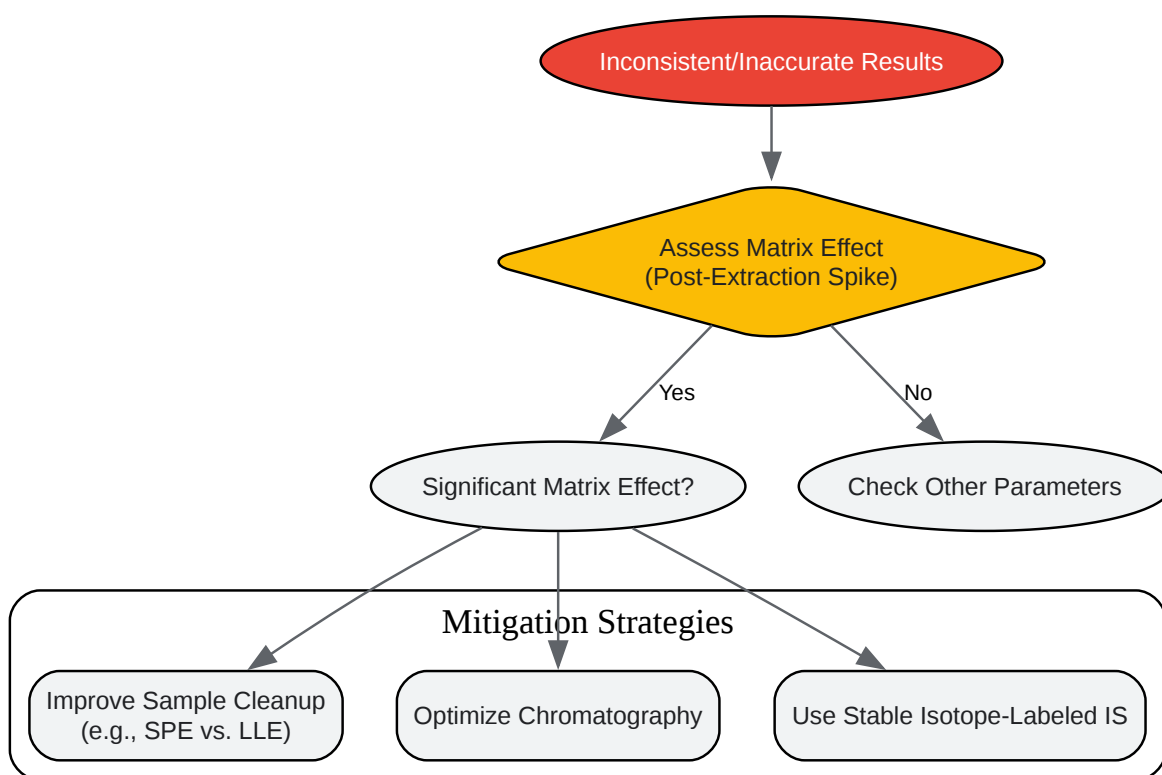 Inconsistent/Inaccurate Results
Assess Matrix Effect
(Post-Extraction Spike)
Yes
No
Significant Matrix Effect?
Check Other Parameters
Mitigation Strategies
Improve Sample Cleanup
(e.g., SPE vs. LLE)
Optimize Chromatography
Use Stable Isotope-Labeled IS